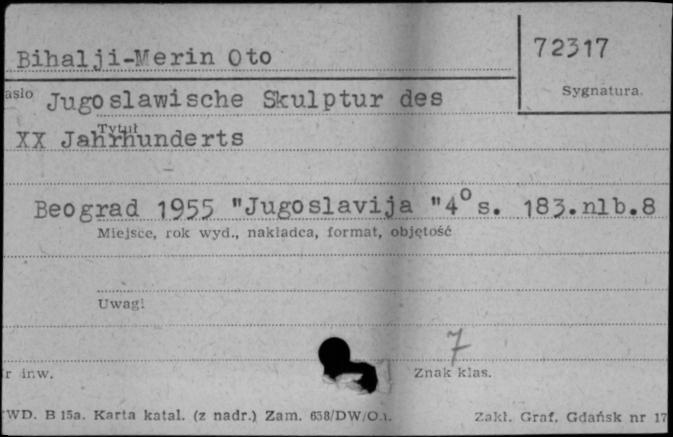 Bihalji-Merin Oto
72317
Sygnatura.
asło Jugoslawische Skulptur des
Tytuł
XX Jahrhunderts
Beograd 1955 "Jugoslavija "4° s. 183.nlb.8
Miejsce, rok wyd., nakładca, format, objętość
Uwagi
7
r inw.
Znak klas.
WD. B 15a. Karta katal. (z nadr.) Zam. 638/DW/O.
Zakł. Graf. Gdańsk nr 17